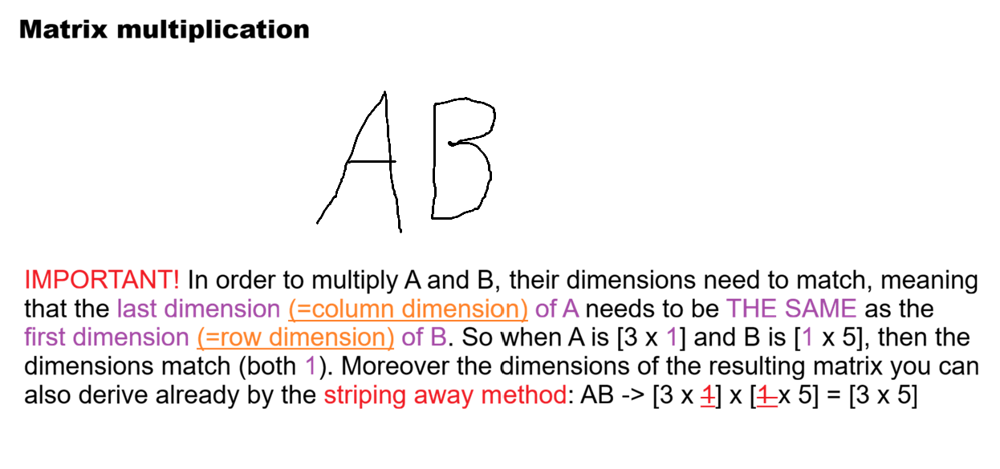 Matrix multiplication
AB
IMPORTANT! In order to multiply A and B, their dimensions need to match, meaning
that the last dimension (=column dimension) of A needs to be THE SAME as the
first dimension (=row dimension) of B. So when A is [3 x 1] and B is [1 x 5], then the
dimensions match (both 1). Moreover the dimensions of the resulting matrix you can
also derive already by the striping away method: AB -> [3 x 1] x [1 x 5] = [3 x 5]